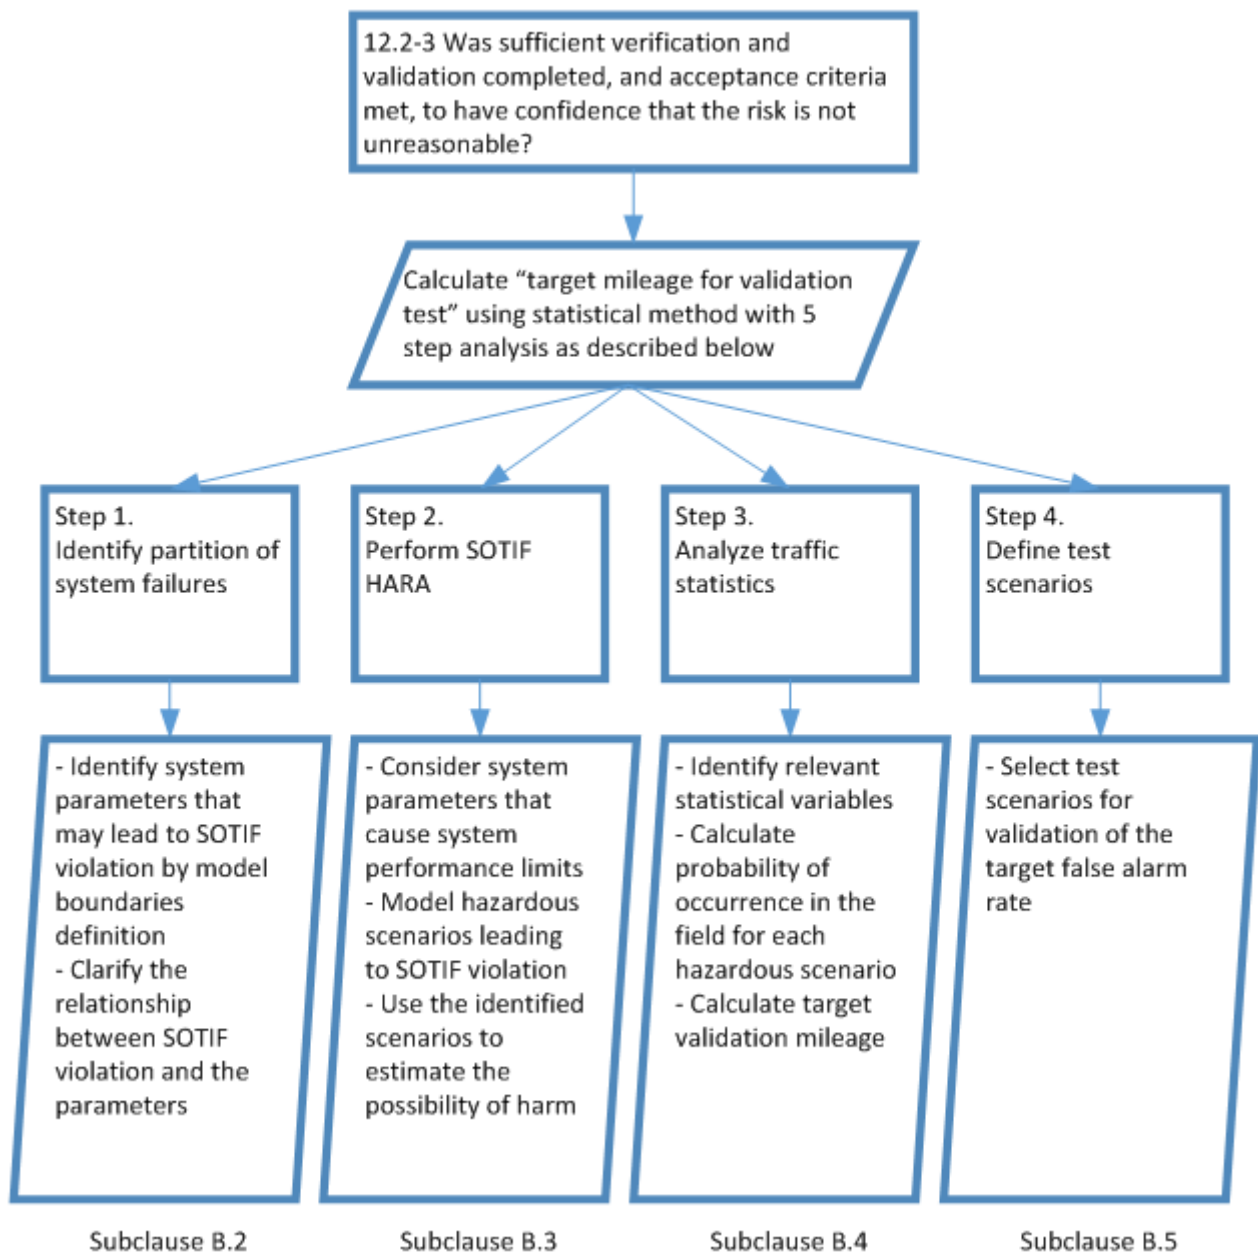 12.2-3 Was sufficient verification and
validation completed, and acceptance criteria
met, to have confidence that the risk is not
unreasonable?
Calculate “target mileage for validation
test” using statistical method with 5
step analysis as described below
Step 1.
Identify partition of
system failures
Step 2.
Perform SOTIF
HARA
Step 3.
Analyze traffic
statistics
Step 4.
Define test
scenarios
- Identify system
parameters that
may lead to SOTIF
violation by model
boundaries
definition
- Clarify the
relationship
between SOTIF
violation and the
parameters
- Consider system
parameters that
cause system
performance limits
- Model hazardous
scenarios leading
to SOTIF violation
- Use the identified
scenarios to
estimate the
possibility of harm
- Identify relevant
statistical variables
- Calculate
probability of
occurrence in the
field for each
hazardous scenario
- Calculate target
validation mileage
- Select test
scenarios for
validation of the
target false alarm
rate
Subclause B.2
Subclause B.3
Subclause B.4
Subclause B.5